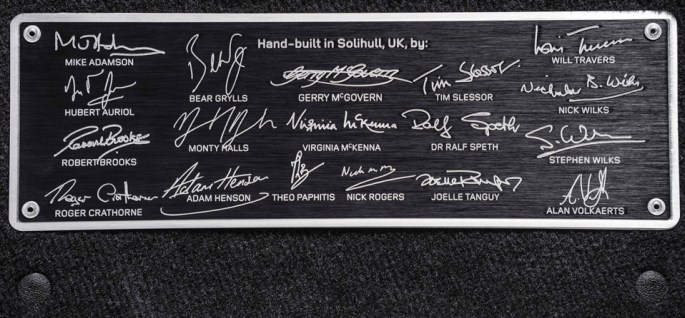 Hand-built in Solihull, UK, by:
MIKE ADAMSON
BEAR GRYLLS
GERRY McGOVERN
TIM SLESSOR
WILL TRAVERS
HUBERT AURIOL
MONTY HALLS
VIRGINIA McKENNA
DR RALF SPETH
NICK WILKS
ROBERT BROOKS
STEPHEN WILKS
ROGER CRATHORNE
ADAM HENSON
THEO PAPHITIS
NICK ROGERS
JOELLE TANGUY
ALAN VOLKAERTS